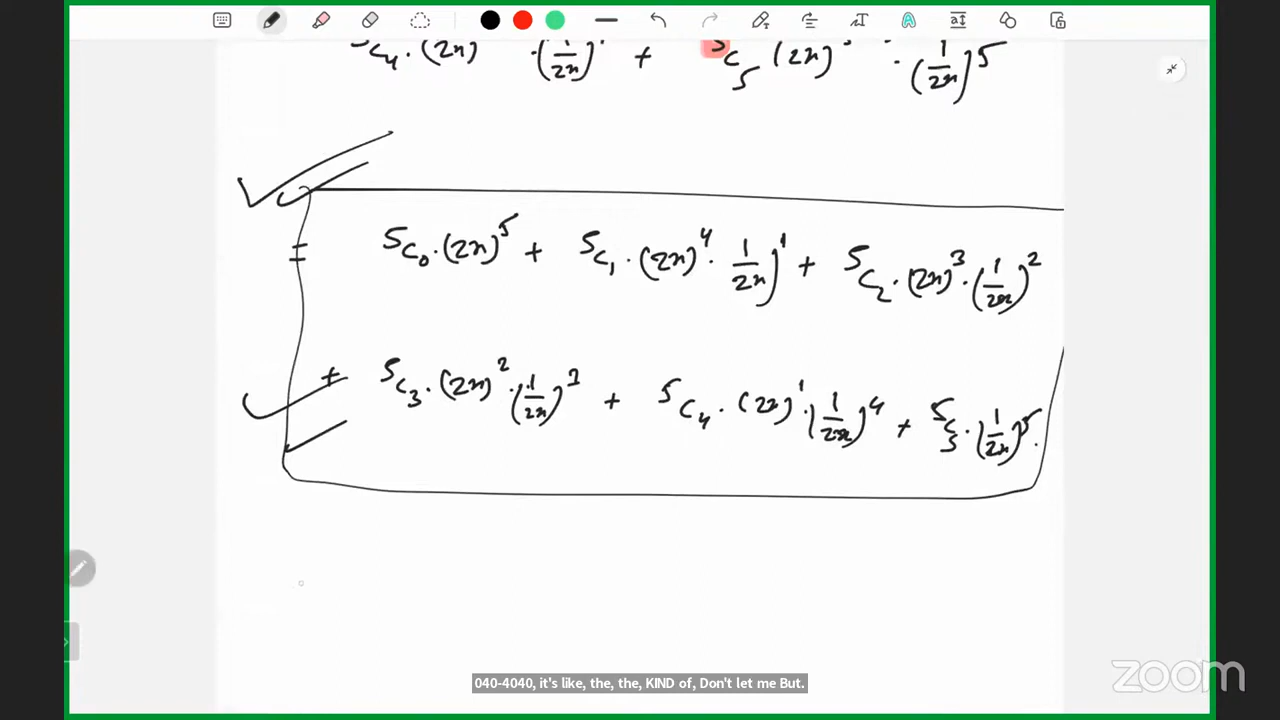 ⁵C₄ · (2x) · (1/2x)¹ + ⁵C₅ (2x)⁰ · (1/2x)⁵
= ⁵C₀ · (2x)⁵ + ⁵C₁ · (2x)⁴ · 1/2x)¹ + ⁵C₂ · (2x)³ · (1/2x)²
+ ⁵C₃ · (2x)² · (1/2x)³ + ⁵C₄ · (2x)¹ · (1/2x)⁴ + ⁵C₅ · (1/2x)⁵.
040-4040, it's like, the, the, KIND of, Don't let me But.
zoom